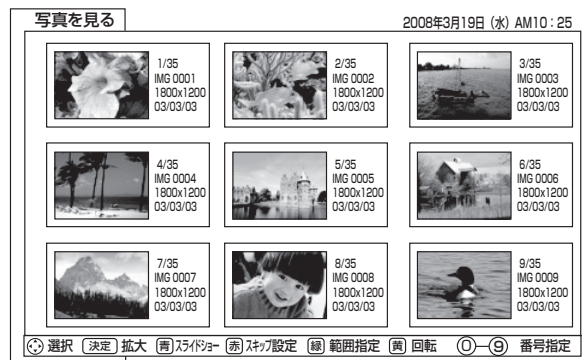 写真を見る
2008年3月19日（水）AM10：25
1/35
IMG 0001
1800x1200
03/03/03
2/35
IMG 0002
1800x1200
03/03/03
3/35
IMG 0003
1800x1200
03/03/03
4/35
IMG 0004
1800x1200
03/03/03
5/35
IMG 0005
1800x1200
03/03/03
6/35
IMG 0006
1800x1200
03/03/03
7/35
IMG 0007
1800x1200
03/03/03
8/35
IMG 0008
1800x1200
03/03/03
9/35
IMG 0009
1800x1200
03/03/03
選択 決定 拡大 青 スライドショー 赤 スキップ設定 緑 範囲指定 黄 回転 0－9 番号指定